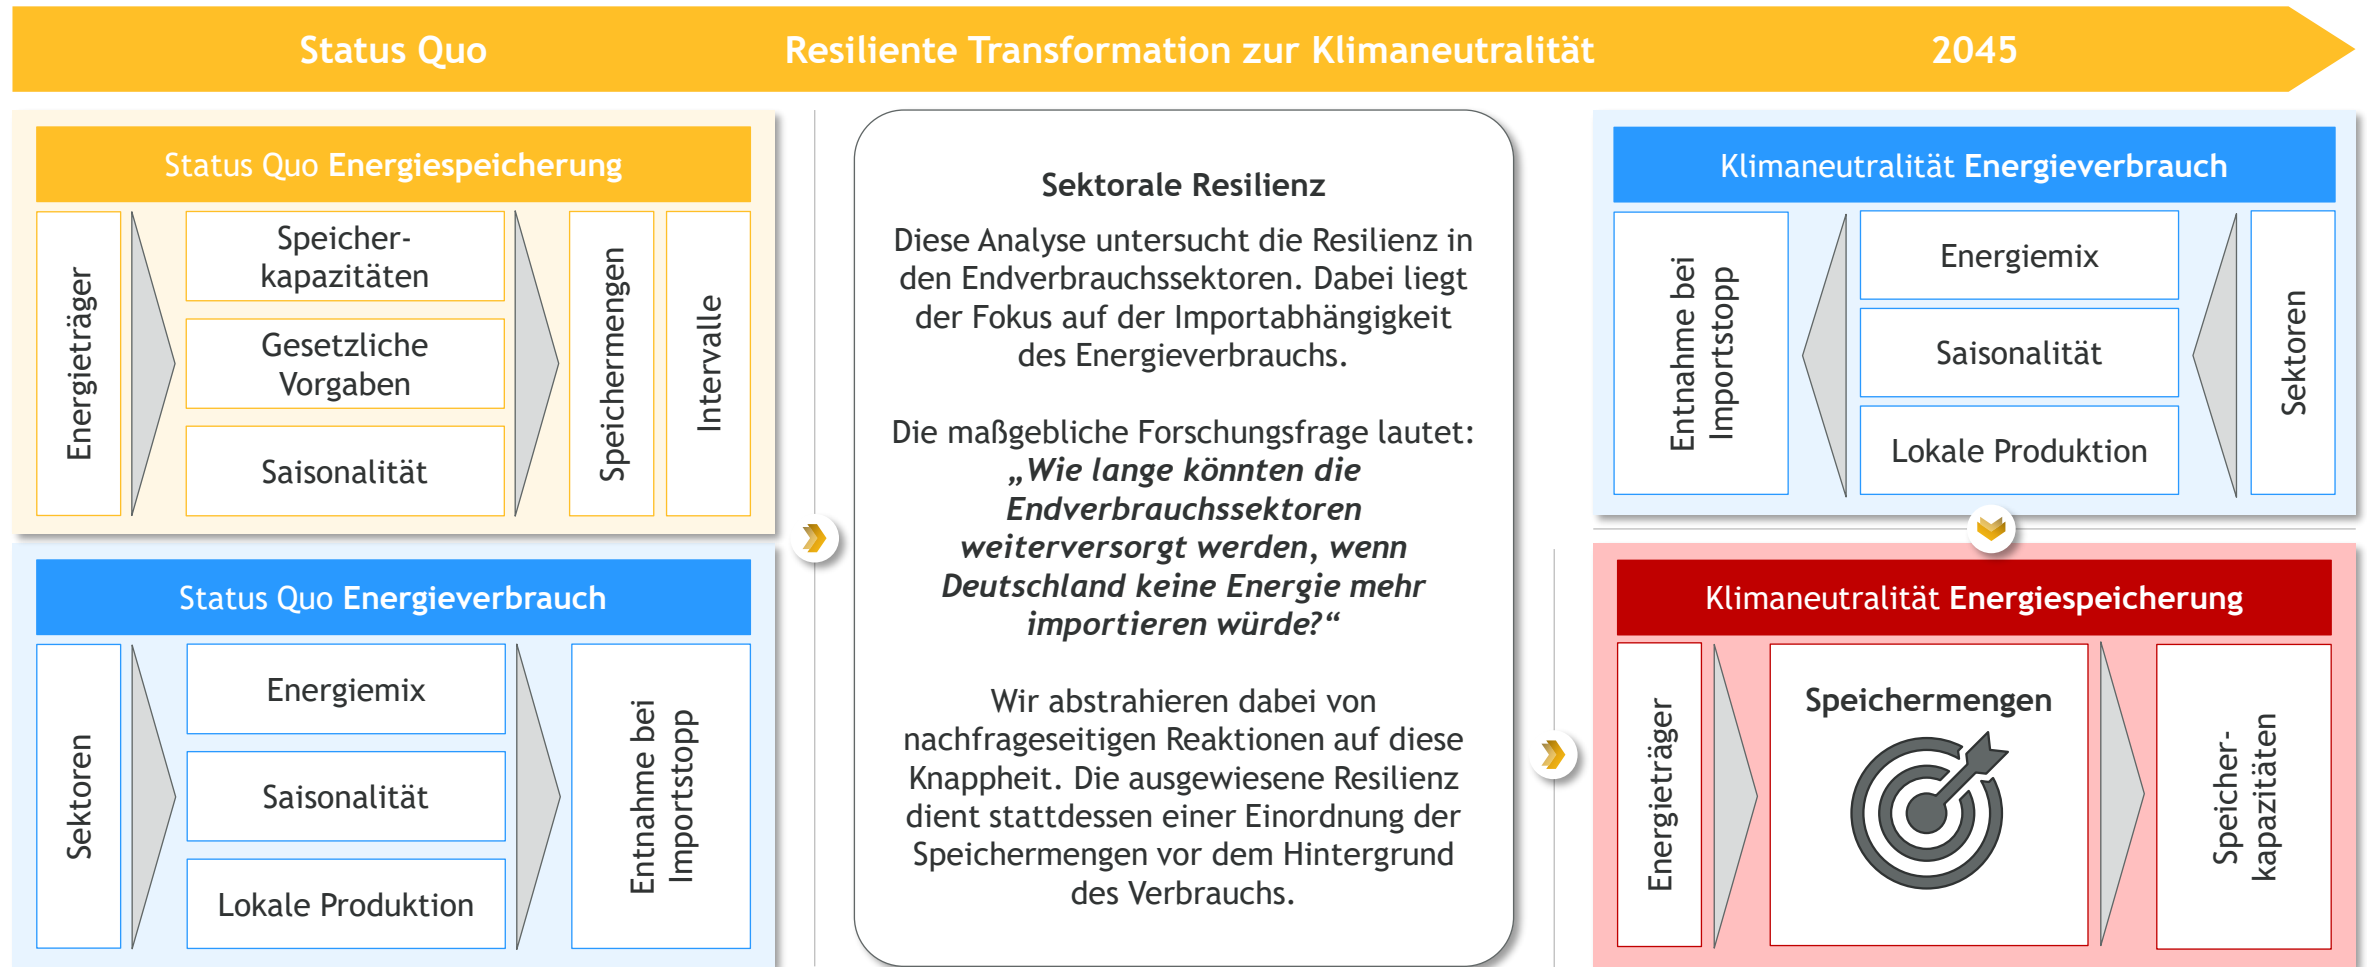 Status Quo
Resiliente Transformation zur Klimaneutralität
2045
Status Quo Energiespeicherung
Energieträger
Speicher-
kapazitäten
Gesetzliche
Vorgaben
Saisonalität
Speichermengen
Intervalle
Status Quo Energieverbrauch
Sektoren
Energiemix
Saisonalität
Lokale Produktion
Entnahme bei
Importstopp
Sektorale Resilienz
Diese Analyse untersucht die Resilienz in
den Endverbrauchssektoren. Dabei liegt
der Fokus auf der Importabhängigkeit
des Energieverbrauchs.
Die maßgebliche Forschungsfrage lautet:
„Wie lange könnten die
Endverbrauchssektoren
weiterversorgt werden, wenn
Deutschland keine Energie mehr
importieren würde?“
Wir abstrahieren dabei von
nachfrageseitigen Reaktionen auf diese
Knappheit. Die ausgewiesene Resilienz
dient stattdessen einer Einordnung der
Speichermengen vor dem Hintergrund
des Verbrauchs.
Klimaneutralität Energieverbrauch
Entnahme bei
Importstopp
Energiemix
Saisonalität
Lokale Produktion
Sektoren
Klimaneutralität Energiespeicherung
Energieträger
Speichermengen
Speicher-
kapazitäten